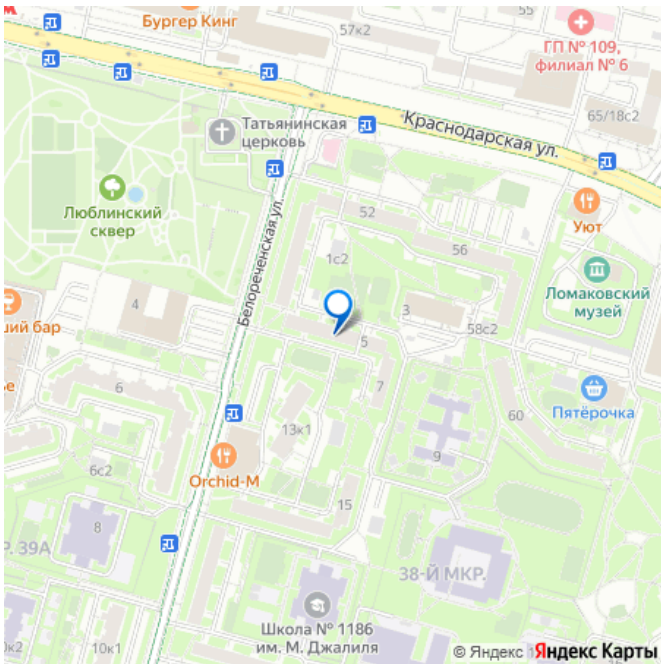 Бургер Кинг
57к2
55
ГП № 109,
филиал № 6
65/18с2
Краснодарская ул.
Татьянинская
церковь
Люблинский
сквер
52
56
Уют
1с2
Белореченская ул.
Ломаковский
музей
4
3
58с2
ший бар
5
7
6
Пятёрочка
60
13к1
9
Orchid-M
6с2
15
8
Р. 39А
38-Й МКР.
Школа № 1186
им. М. Джалиля
10к1
0к2
© Яндекс
Яндекс Карты